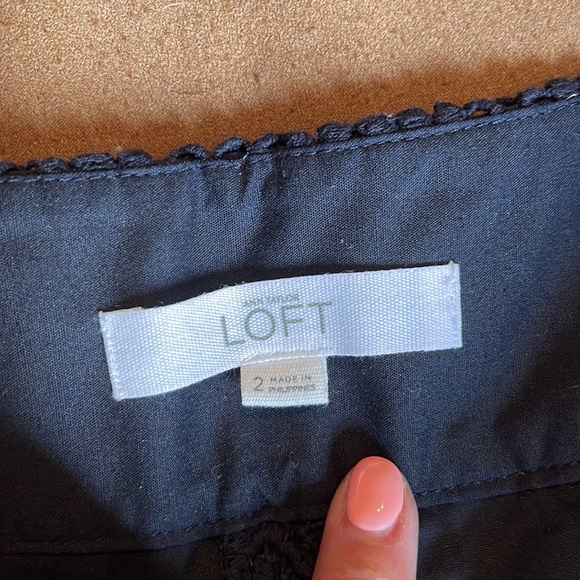 ANN TAYLOR
LOFT
2 MADE IN
PHILIPPINES